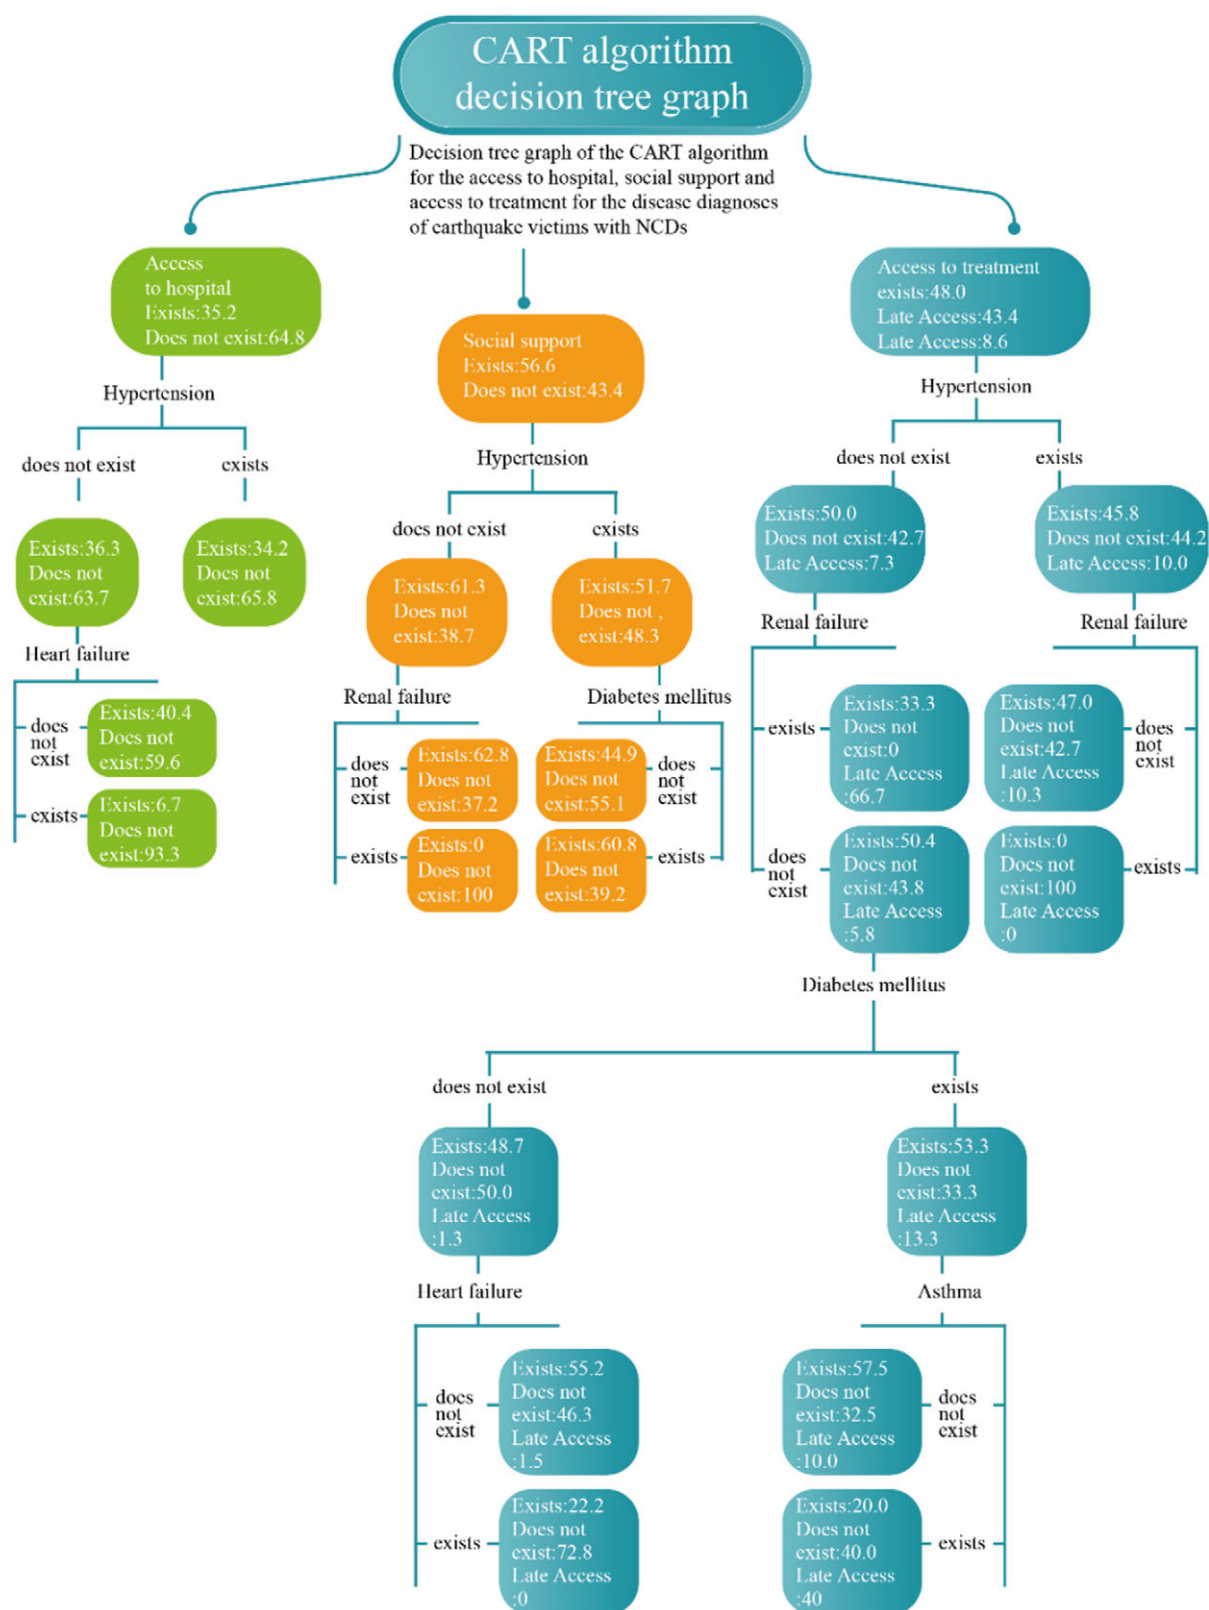 CART algorithm
decision tree graph
Decision tree graph of the CART algorithm
for the access to hospital, social support and
access to treatment for the disease diagnoses
of earthquake victims with NCDs
Access
to hospital
Exists:35.2
Does not exist:64.8
Hypertension
does not exist
exists
Exists:36.3
Does not
exist:63.7
Exists:34.2
Does not
exist:65.8
Heart failure
does
not
exist
Exists:40.4
Does not
exist:59.6
exists
Exists:6.7
Does not
exist:93.3
Social support
Exists:56.6
Does not exist:43.4
Hypertension
does not exist
exists
Exists:61.3
Does not
exist:38.7
Exists:51.7
Does not ,
exist:48.3
Renal failure
does
not
exist
Exists:62.8
Does not
exist:37.2
exists
Exists:0
Does not
exist:100
Diabetes mellitus
Exists:44.9
Does not
exist:55.1
does
not
exist
Exists:60.8
Does not
exist:39.2
exists
Access to treatment
exists:48.0
Late Access:43.4
Late Access:8.6
Hypertension
does not exist
exists
Exists:50.0
Does not exist:42.7
Late Access:7.3
Exists:45.8
Does not exist:44.2
Late Access:10.0
Renal failure
exists
Exists:33.3
Does not
exist:0
Late Access
:66.7
does
not
exist
Exists:50.4
Does not
exist:43.8
Late Access
:5.8
Renal failure
Exists:47.0
Does not
exist:42.7
Late Access
:10.3
does
not
exist
Exists:0
Does not
exist:100
Late Access
:0
exists
Diabetes mellitus
does not exist
exists
Exists:48.7
Does not
exist:50.0
Late Access
:1.3
Exists:53.3
Does not
exist:33.3
Late Access
:13.3
Heart failure
does
not
exist
Exists:55.2
Does not
exist:46.3
Late Access
:1.5
exists
Exists:22.2
Does not
exist:72.8
Late Access
:0
Asthma
Exists:57.5
Does not
exist:32.5
Late Access
:10.0
does
not
exist
Exists:20.0
Does not
exist:40.0
Late Access
:40
exists